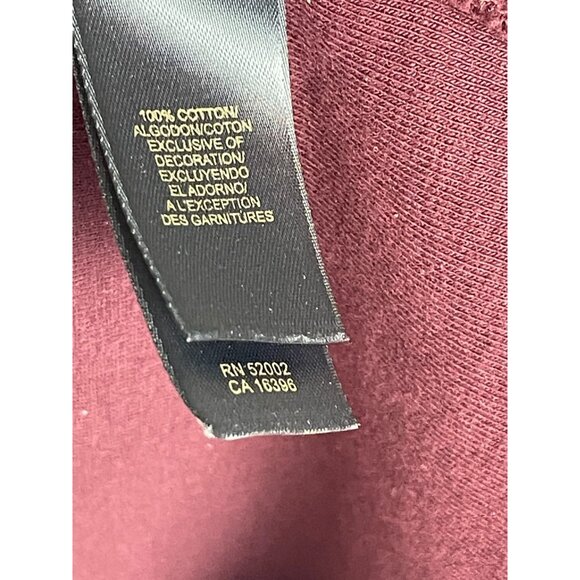 100% COTTON/
ALGODON/COTON
EXCLUSIVE OF
DECORATION/
EXCLUYENDO
EL ADORNO/
A L'EXCEPTION
DES GARNITURES
RN 52002
CA 16396